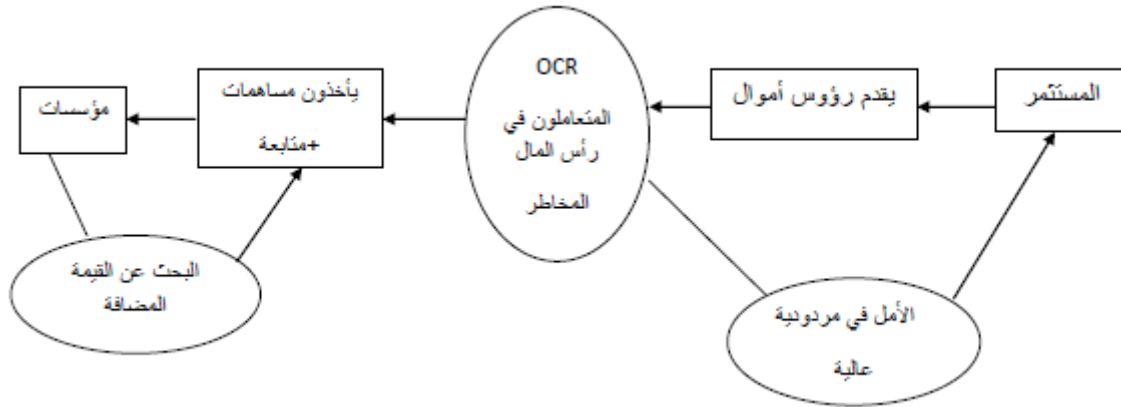 المستثمر
يقدم رؤوس أموال
OCR
المتعاملون في
رأس المال
المخاطر
يأخذون مساهمات
+متابعة
مؤسسات
الأمل في مردودية
عالية
البحث عن القيمة
المضافة